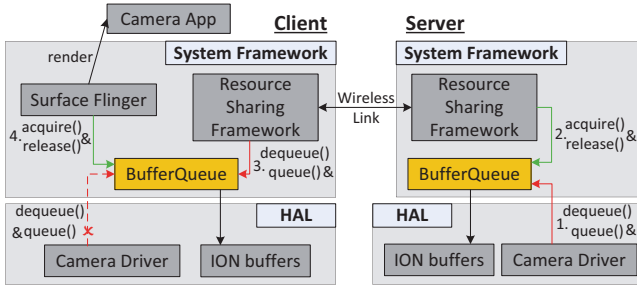 Camera App
Client
Server
render
System Framework
System Framework
Surface Flinger
Resource
Sharing
Framework
Wireless
Link
Resource
Sharing
Framework
4. acquire() &
release()
3. dequeue()
queue() &
2. acquire()
release() &
BufferQueue
BufferQueue
HAL
HAL
dequeue()
& queue()
1. dequeue()
queue() &
Camera Driver
ION buffers
ION buffers
Camera Driver